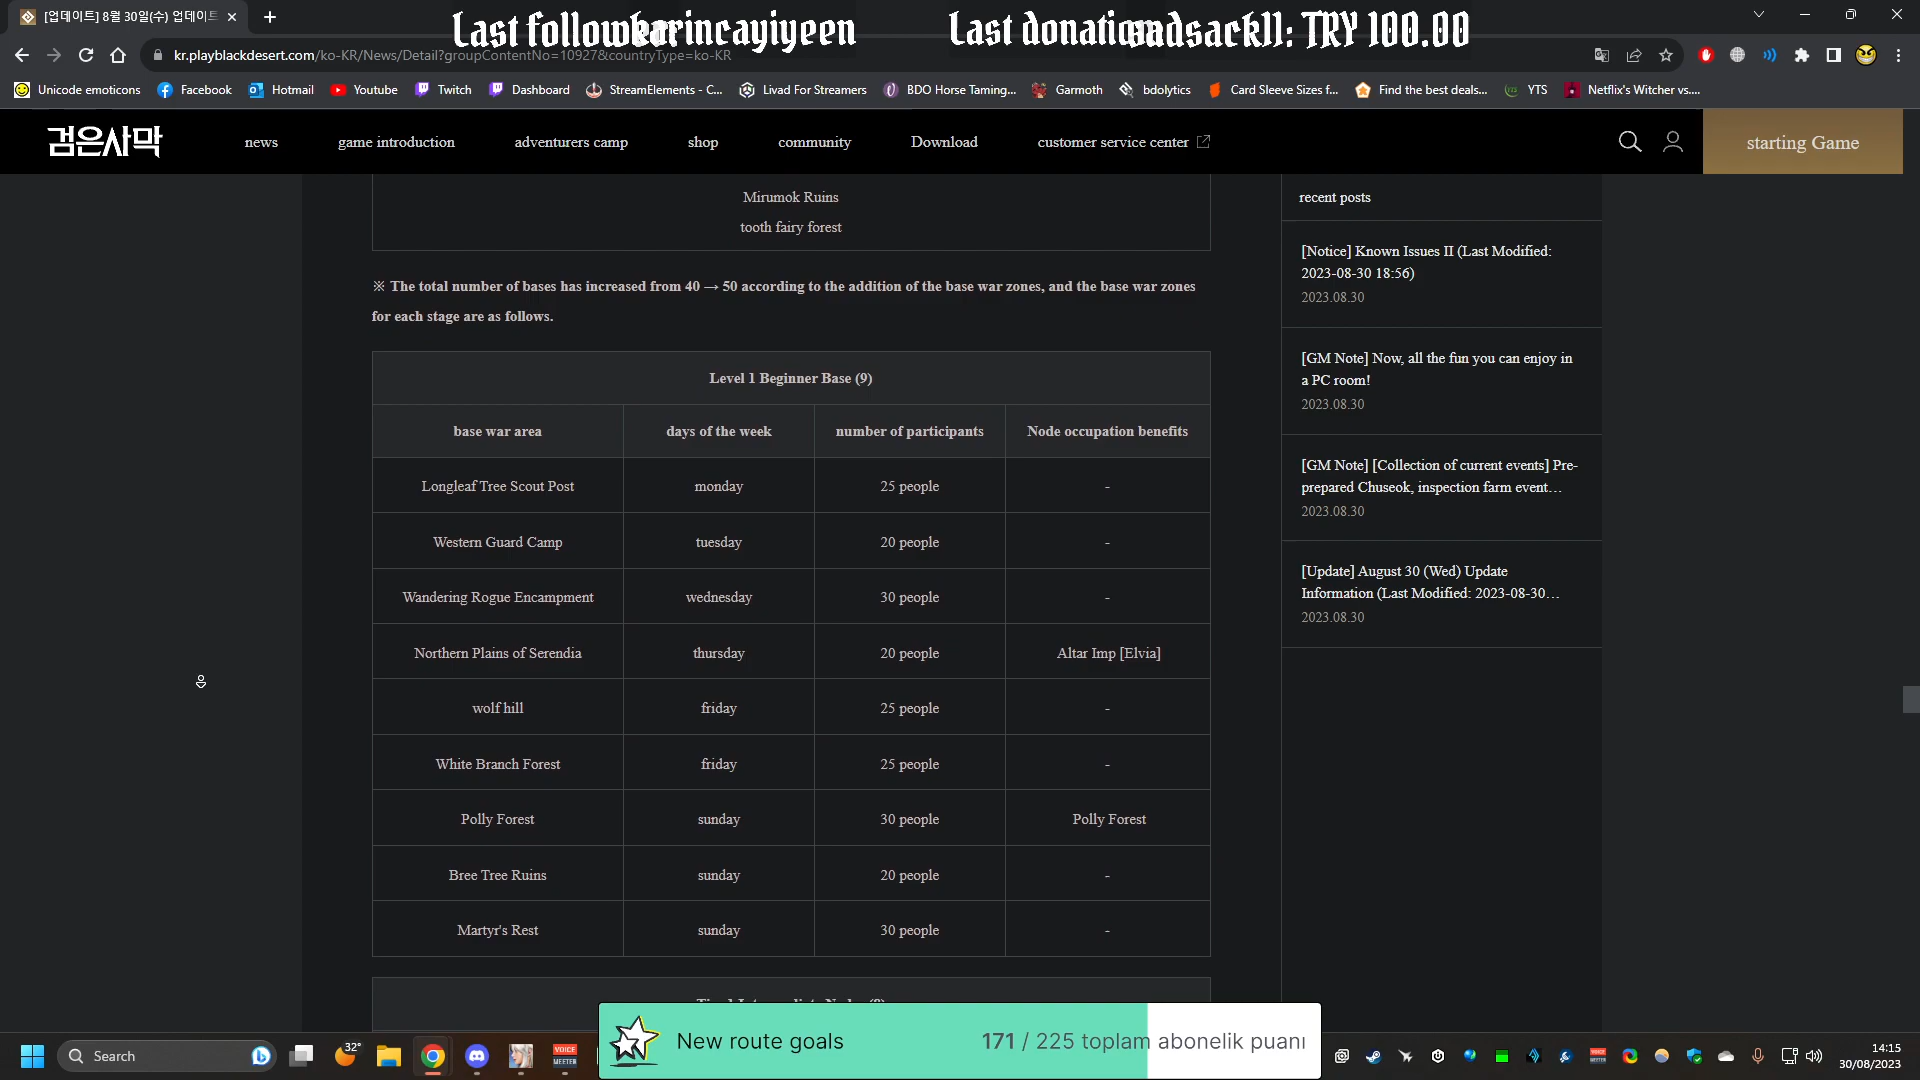 [업데이트] 8월 30일(수) 업데이트
Last follower
karincayiyeen
Last donation
sadsack11: TRY 100.00
kr.playblackdesert.com/ko-KR/News/Detail?groupContentNo=10927&countryType=ko-KR
Unicode emoticons
Facebook
Hotmail
Youtube
Twitch
Dashboard
StreamElements - C...
Livad For Streamers
BDO Horse Taming...
Garmoth
bdolytics
Card Sleeve Sizes f...
Find the best deals...
YTS
Netflix's Witcher vs....
검은사막
news
game introduction
adventurers camp
shop
community
Download
customer service center
starting Game
Mirumok Ruins
tooth fairy forest
※ The total number of bases has increased from 40 → 50 according to the addition of the base war zones, and the base war zones
for each stage are as follows.
Level 1 Beginner Base (9)
base war area days of the week number of participants Node occupation benefits
Longleaf Tree Scout Post monday 25 people -
Western Guard Camp tuesday 20 people -
Wandering Rogue Encampment wednesday 30 people -
Northern Plains of Serendia thursday 20 people Altar Imp [Elvia]
wolf hill friday 25 people -
White Branch Forest friday 25 people -
Polly Forest sunday 30 people Polly Forest
Bree Tree Ruins sunday 20 people -
Martyr's Rest sunday 30 people -
recent posts
[Notice] Known Issues II (Last Modified:
2023-08-30 18:56)
2023.08.30
[GM Note] Now, all the fun you can enjoy in
a PC room!
2023.08.30
[GM Note] [Collection of current events] Pre-
prepared Chuseok, inspection farm event...
2023.08.30
[Update] August 30 (Wed) Update
Information (Last Modified: 2023-08-30...
2023.08.30
New route goals
171 / 225 toplam abonelik puanı
Search
32°
VOICE
MEETER
14:15
30/08/2023